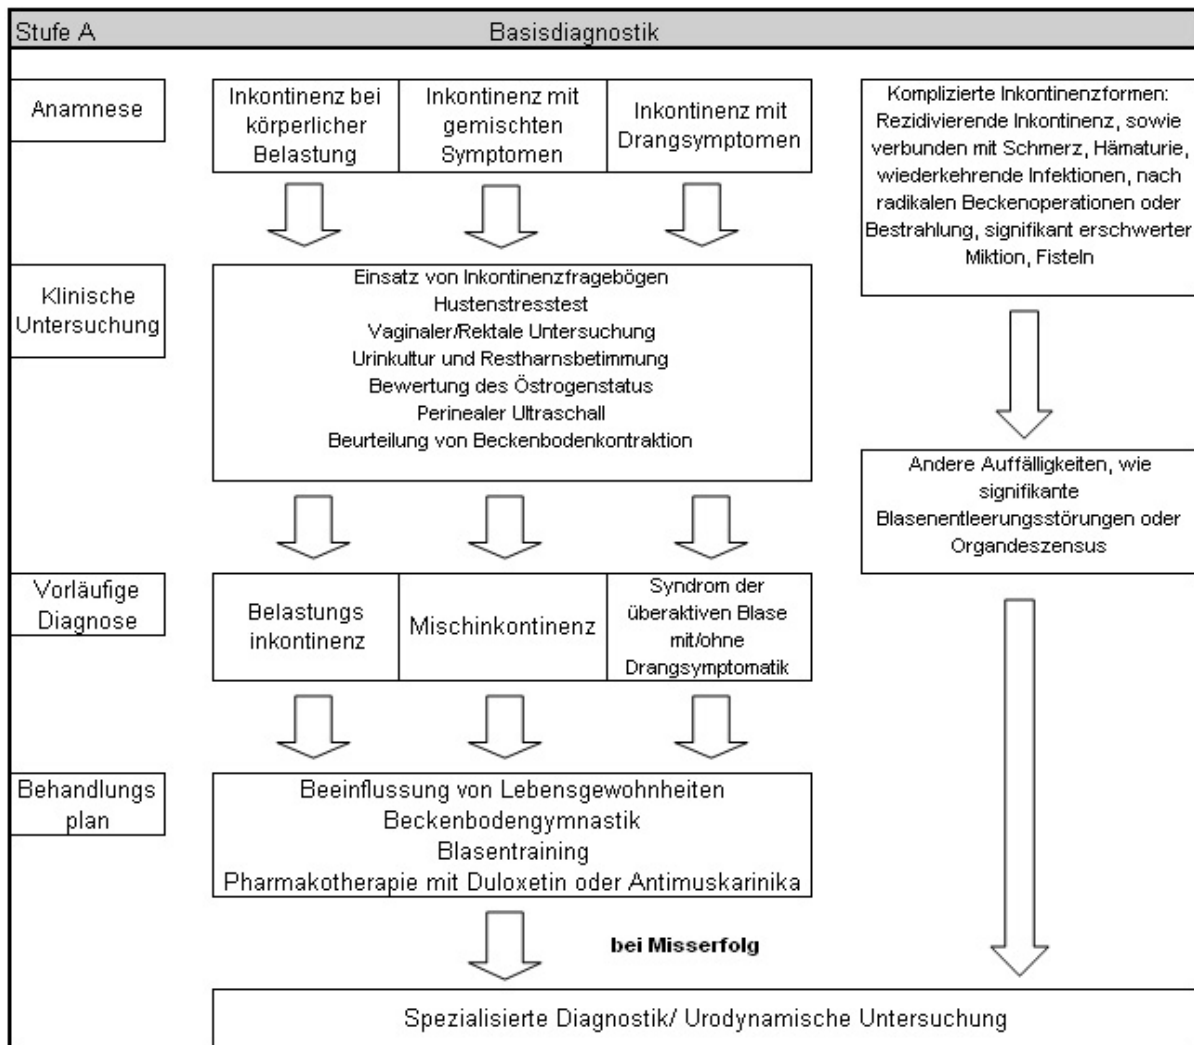 Stufe A
Basisdiagnostik
Anamnese
Inkontinenz bei
körperlicher
Belastung
Inkontinenz mit
gemischten
Symptomen
Inkontinenz mit
Drangsymptomen
Komplizierte Inkontinenzformen:
Rezidivierende Inkontinenz, sowie
verbunden mit Schmerz, Hämaturie,
wiederkehrende Infektionen, nach
radikalen Beckenoperationen oder
Bestrahlung, signifikant erschwerter
Miktion, Fisteln
Klinische
Untersuchung
Einsatz von Inkontinenzfragebögen
Hustenstresstest
Vaginaler/Rektale Untersuchung
Urinkultur und Restharnsbetimmung
Bewertung des Östrogenstatus
Perinealer Ultraschall
Beurteilung von Beckenbodenkontraktion
Andere Auffälligkeiten, wie
signifikante
Blasenentleerungsstörungen oder
Organdeszensus
Vorläufige
Diagnose
Belastungs
inkontinenz
Mischinkontinenz
Syndrom der
überaktiven Blase
mit/ohne
Drangsymptomatik
Behandlungs
plan
Beeinflussung von Lebensgewohnheiten
Beckenbodengymnastik
Blasentraining
Pharmakotherapie mit Duloxetin oder Antimuskarinika
bei Misserfolg
Spezialisierte Diagnostik/ Urodynamische Untersuchung